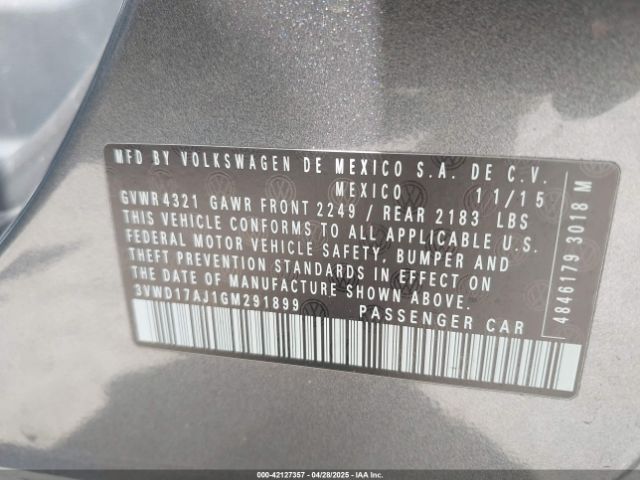 MFD BY VOLKSWAGEN DE MEXICO S.A. DE C.V.
MEXICO 11/15
GVWR 4321 GAWR FRONT 2249 / REAR 2183 LBS
THIS VEHICLE CONFORMS TO ALL APPLICABLE U.S.
FEDERAL MOTOR VEHICLE SAFETY, BUMPER AND
THEFT PREVENTION STANDARDS IN EFFECT ON
THE DATE OF MANUFACTURE SHOWN ABOVE.
3VWD17AJ1GM291899 PASSENGER CAR
4846179 3018 M
000-42127357 | 04/28/2025 | IAA Inc.